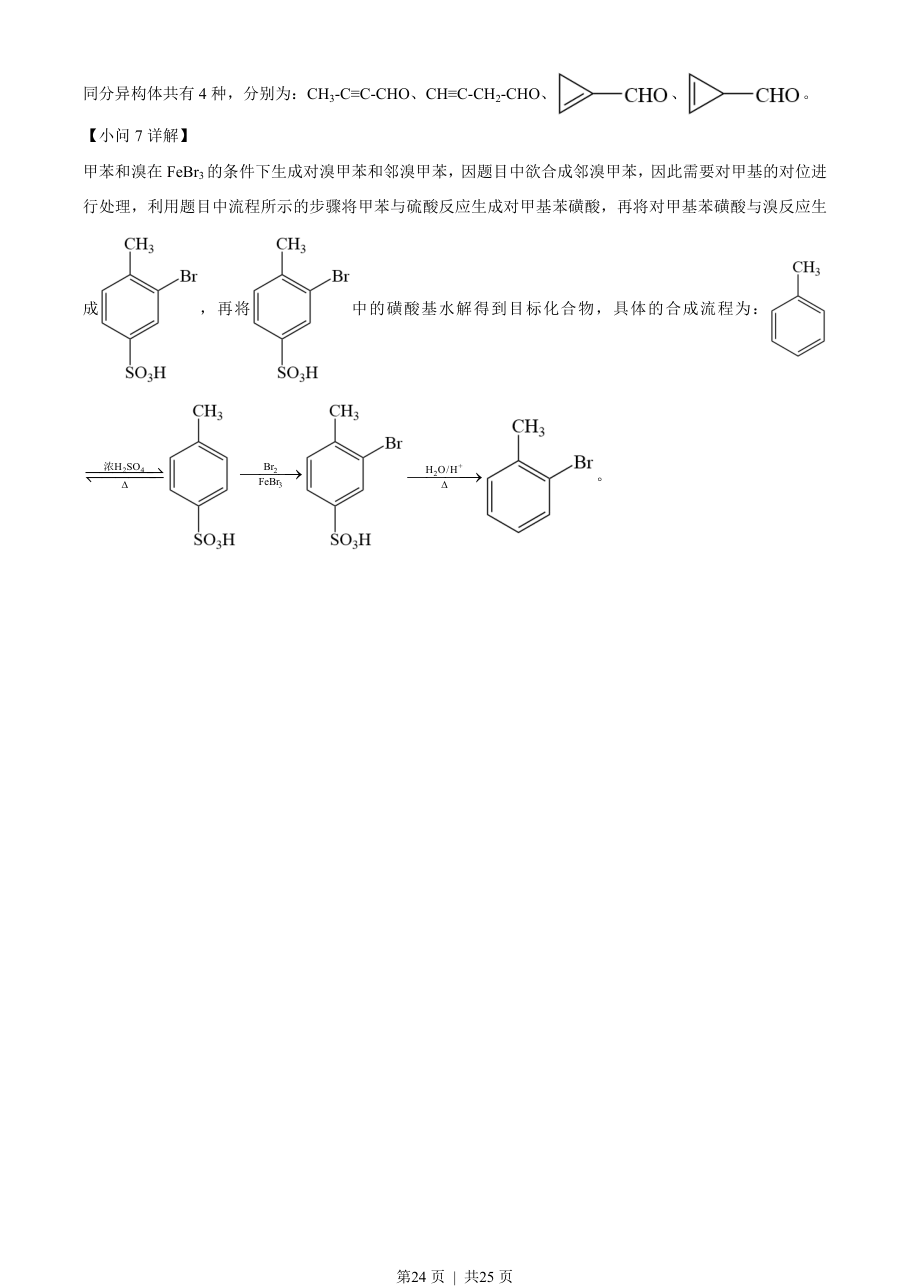 同分异构体共有 4 种，分别为：CH3-C≡C-CHO、CH≡C-CH2-CHO、CHO、CHO。
【小问 7 详解】
甲苯和溴在 FeBr3 的条件下生成对溴甲苯和邻溴甲苯，因题目中欲合成邻溴甲苯，因此需要对甲基的对位进
行处理，利用题目中流程所示的步骤将甲苯与硫酸反应生成对甲基苯磺酸，再将对甲基苯磺酸与溴反应生
CH3 CH3
Br Br CH3
成 ，再将 中的磺酸基水解得到目标化合物，具体的合成流程为：
SO3H SO3H
CH3 CH3 CH3
Br Br
浓H2SO4 Br2 H2O/H+ 。
Δ FeBr3 Δ
SO3H SO3H
第24 页 | 共25 页